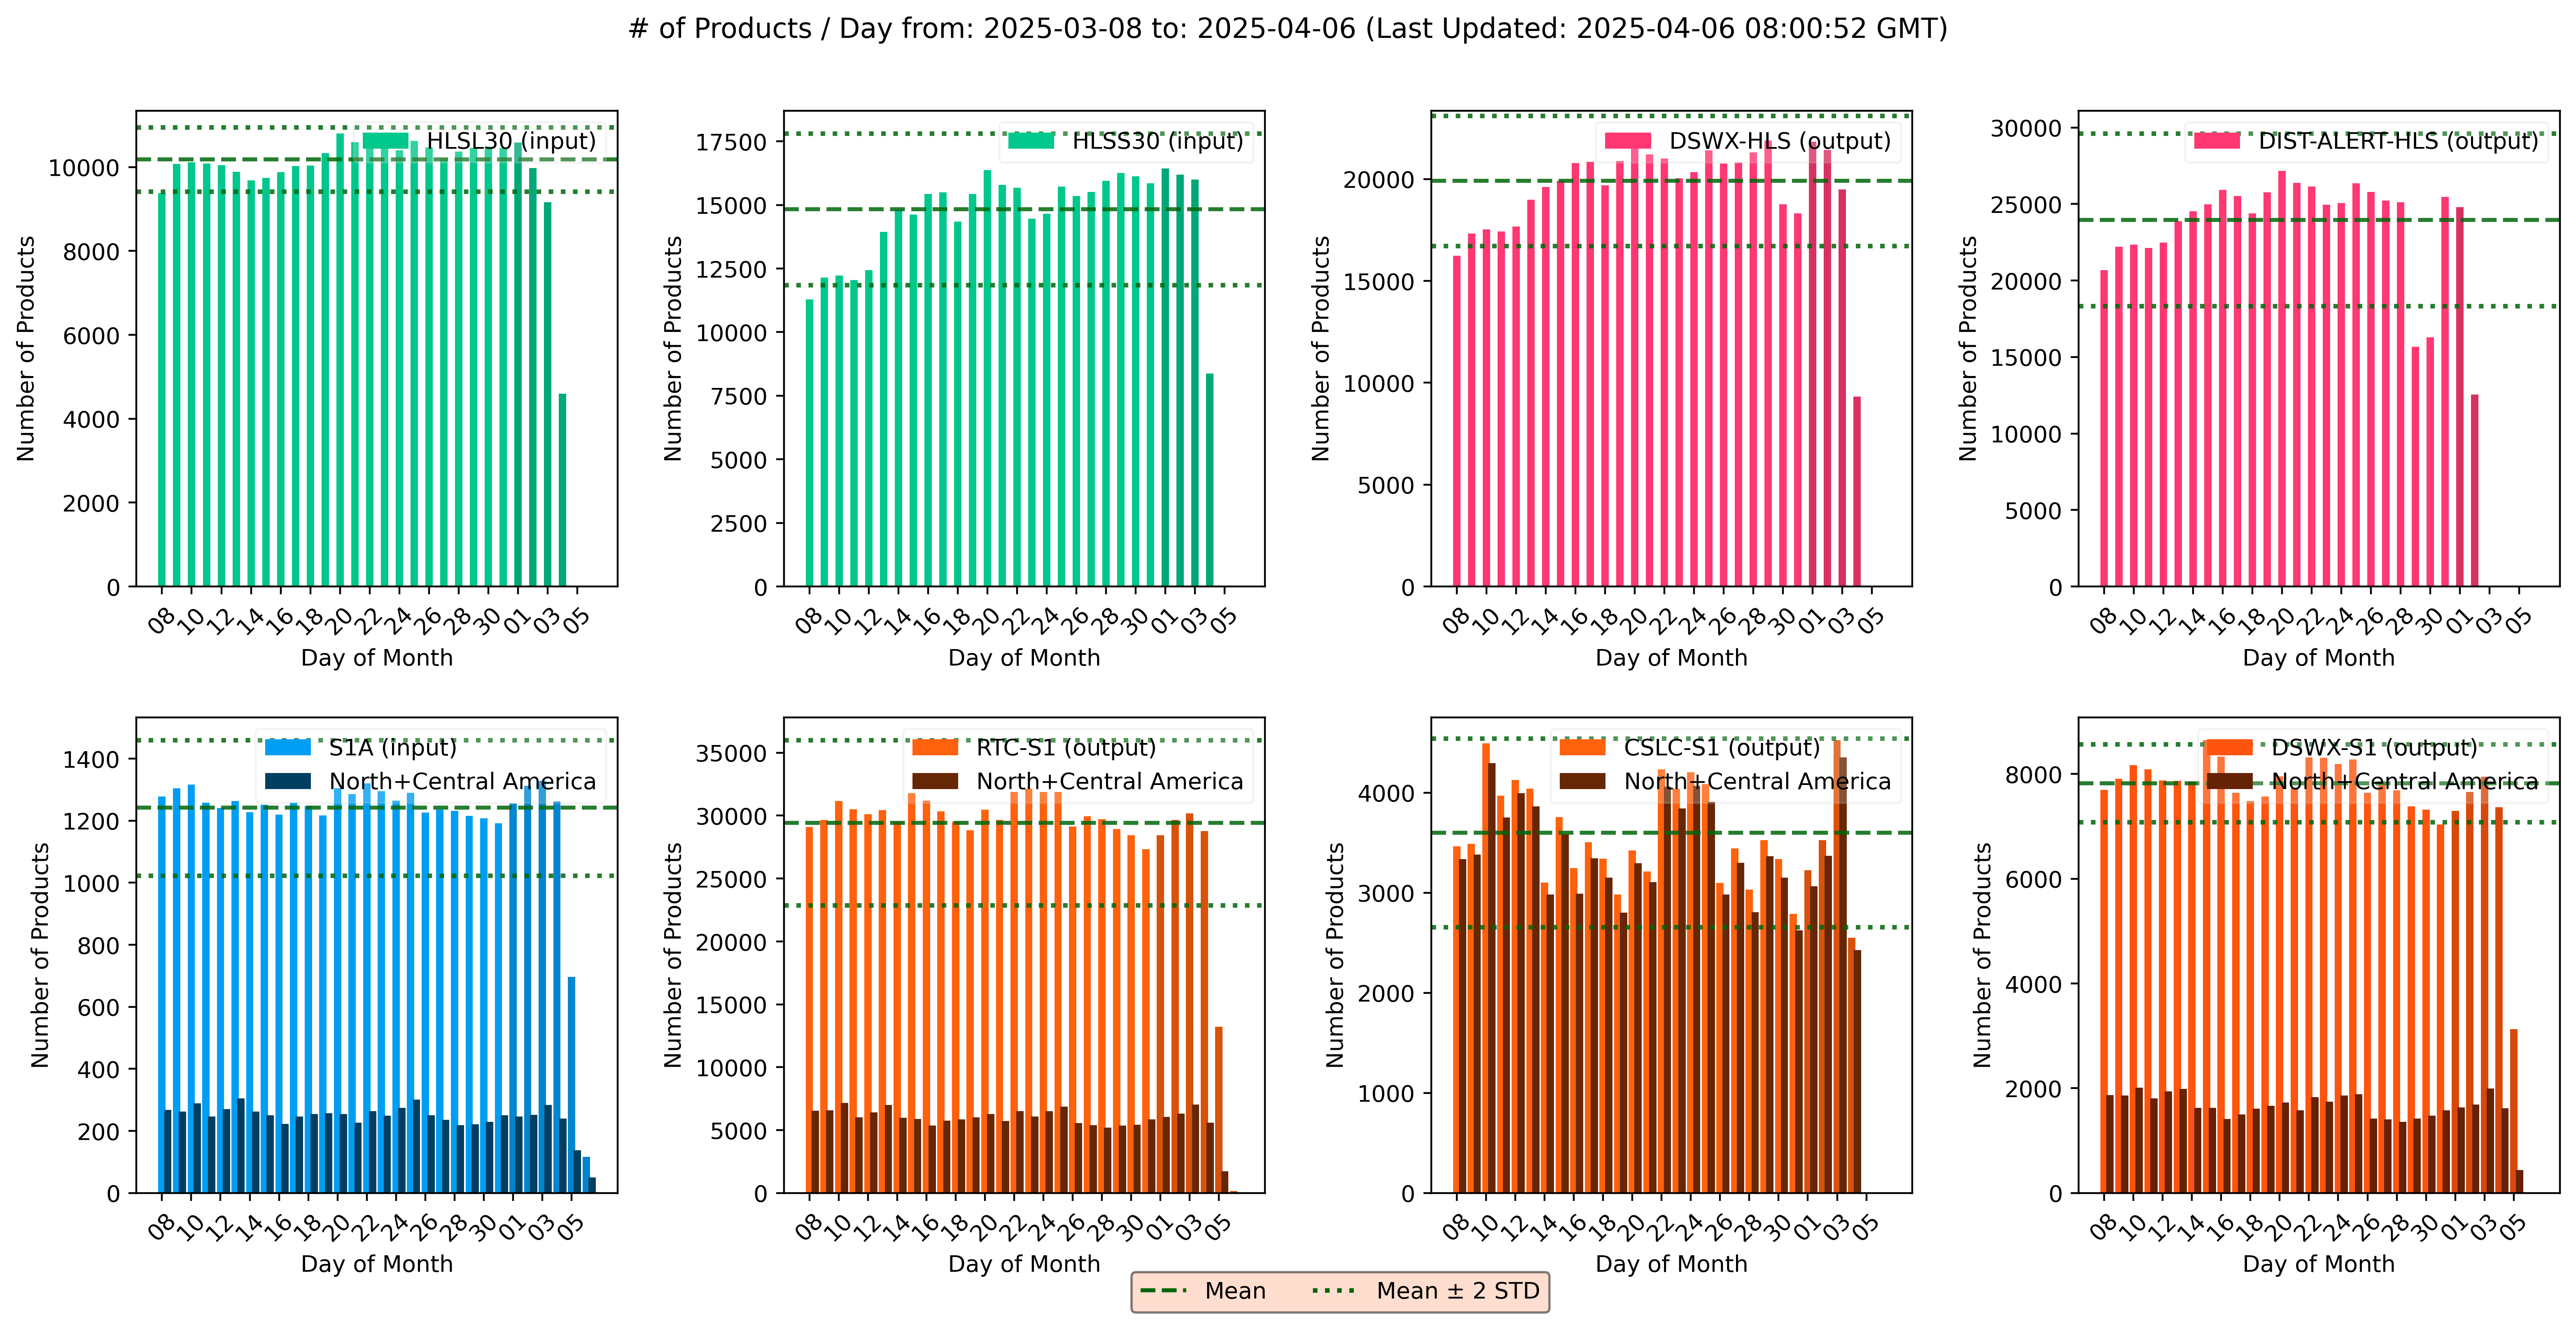 # of Products / Day from: 2025-03-08 to: 2025-04-06 (Last Updated: 2025-04-06 08:00:52 GMT)
HLSL30 (input)
Number of Products
10000
8000
6000
4000
2000
0
08 10 12 14 16 18 20 22 24 26 28 30 01 03 05
Day of Month
HLSS30 (input)
Number of Products
17500
15000
12500
10000
7500
5000
2500
0
08 10 12 14 16 18 20 22 24 26 28 30 01 03 05
Day of Month
DSWX-HLS (output)
Number of Products
20000
15000
10000
5000
0
08 10 12 14 16 18 20 22 24 26 28 30 01 03 05
Day of Month
DIST-ALERT-HLS (output)
Number of Products
30000
25000
20000
15000
10000
5000
0
08 10 12 14 16 18 20 22 24 26 28 30 01 03 05
Day of Month
S1A (input)
North+Central America
Number of Products
1400
1200
1000
800
600
400
200
0
08 10 12 14 16 18 20 22 24 26 28 30 01 03 05
Day of Month
RTC-S1 (output)
North+Central America
Number of Products
35000
30000
25000
20000
15000
10000
5000
0
08 10 12 14 16 18 20 22 24 26 28 30 01 03 05
Day of Month
CSLC-S1 (output)
North+Central America
Number of Products
4000
3000
2000
1000
0
08 10 12 14 16 18 20 22 24 26 28 30 01 03 05
Day of Month
DSWX-S1 (output)
North+Central America
Number of Products
8000
6000
4000
2000
0
08 10 12 14 16 18 20 22 24 26 28 30 01 03 05
Day of Month
Mean
Mean ± 2 STD